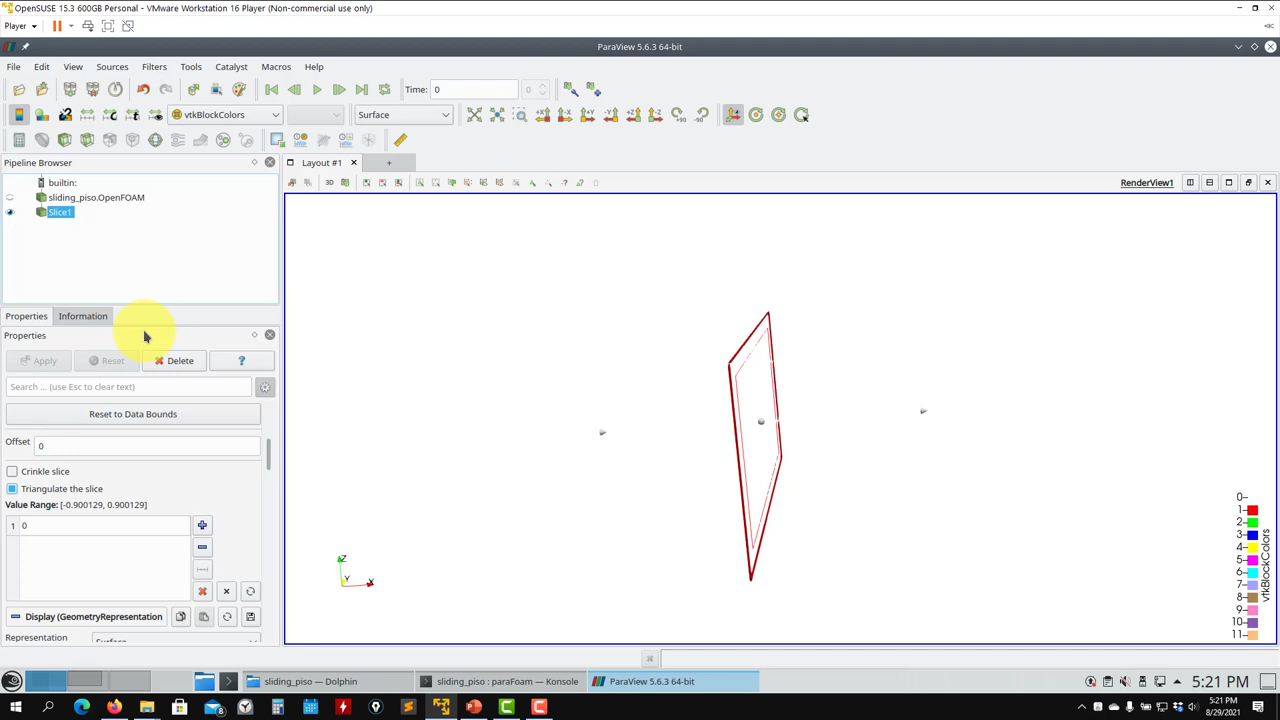 OpenSUSE 15.3 600GB Personal - VMware Workstation 16 Player (Non-commercial use only)
Player
ParaView 5.6.3 64-bit
File Edit View Sources Filters Tools Catalyst Macros Help
Time: 0 0
vtkBlockColors Surface +X -X +Y -Y +Z -Z +90 -90
Pipeline Browser
Layout #1 +
builtin:
3D
RenderView1
sliding_piso.OpenFOAM
Slice1
Properties Information
Properties
Apply Reset Delete ?
Search ... (use Esc to clear text)
Reset to Data Bounds
Offset 0
Crinkle slice
Triangulate the slice
Value Range: [-0.900129, 0.900129]
1 0
Display (GeometryRepresentation
Representation Surface
Z
Y
X
0
1
2
3
4
5
6
7
8
9
10
11
vtkBlockColors
sliding_piso — Dolphin
sliding_piso : paraFoam — Konsole
ParaView 5.6.3 64-bit
5:21 PM
5:21 PM
8/29/2021